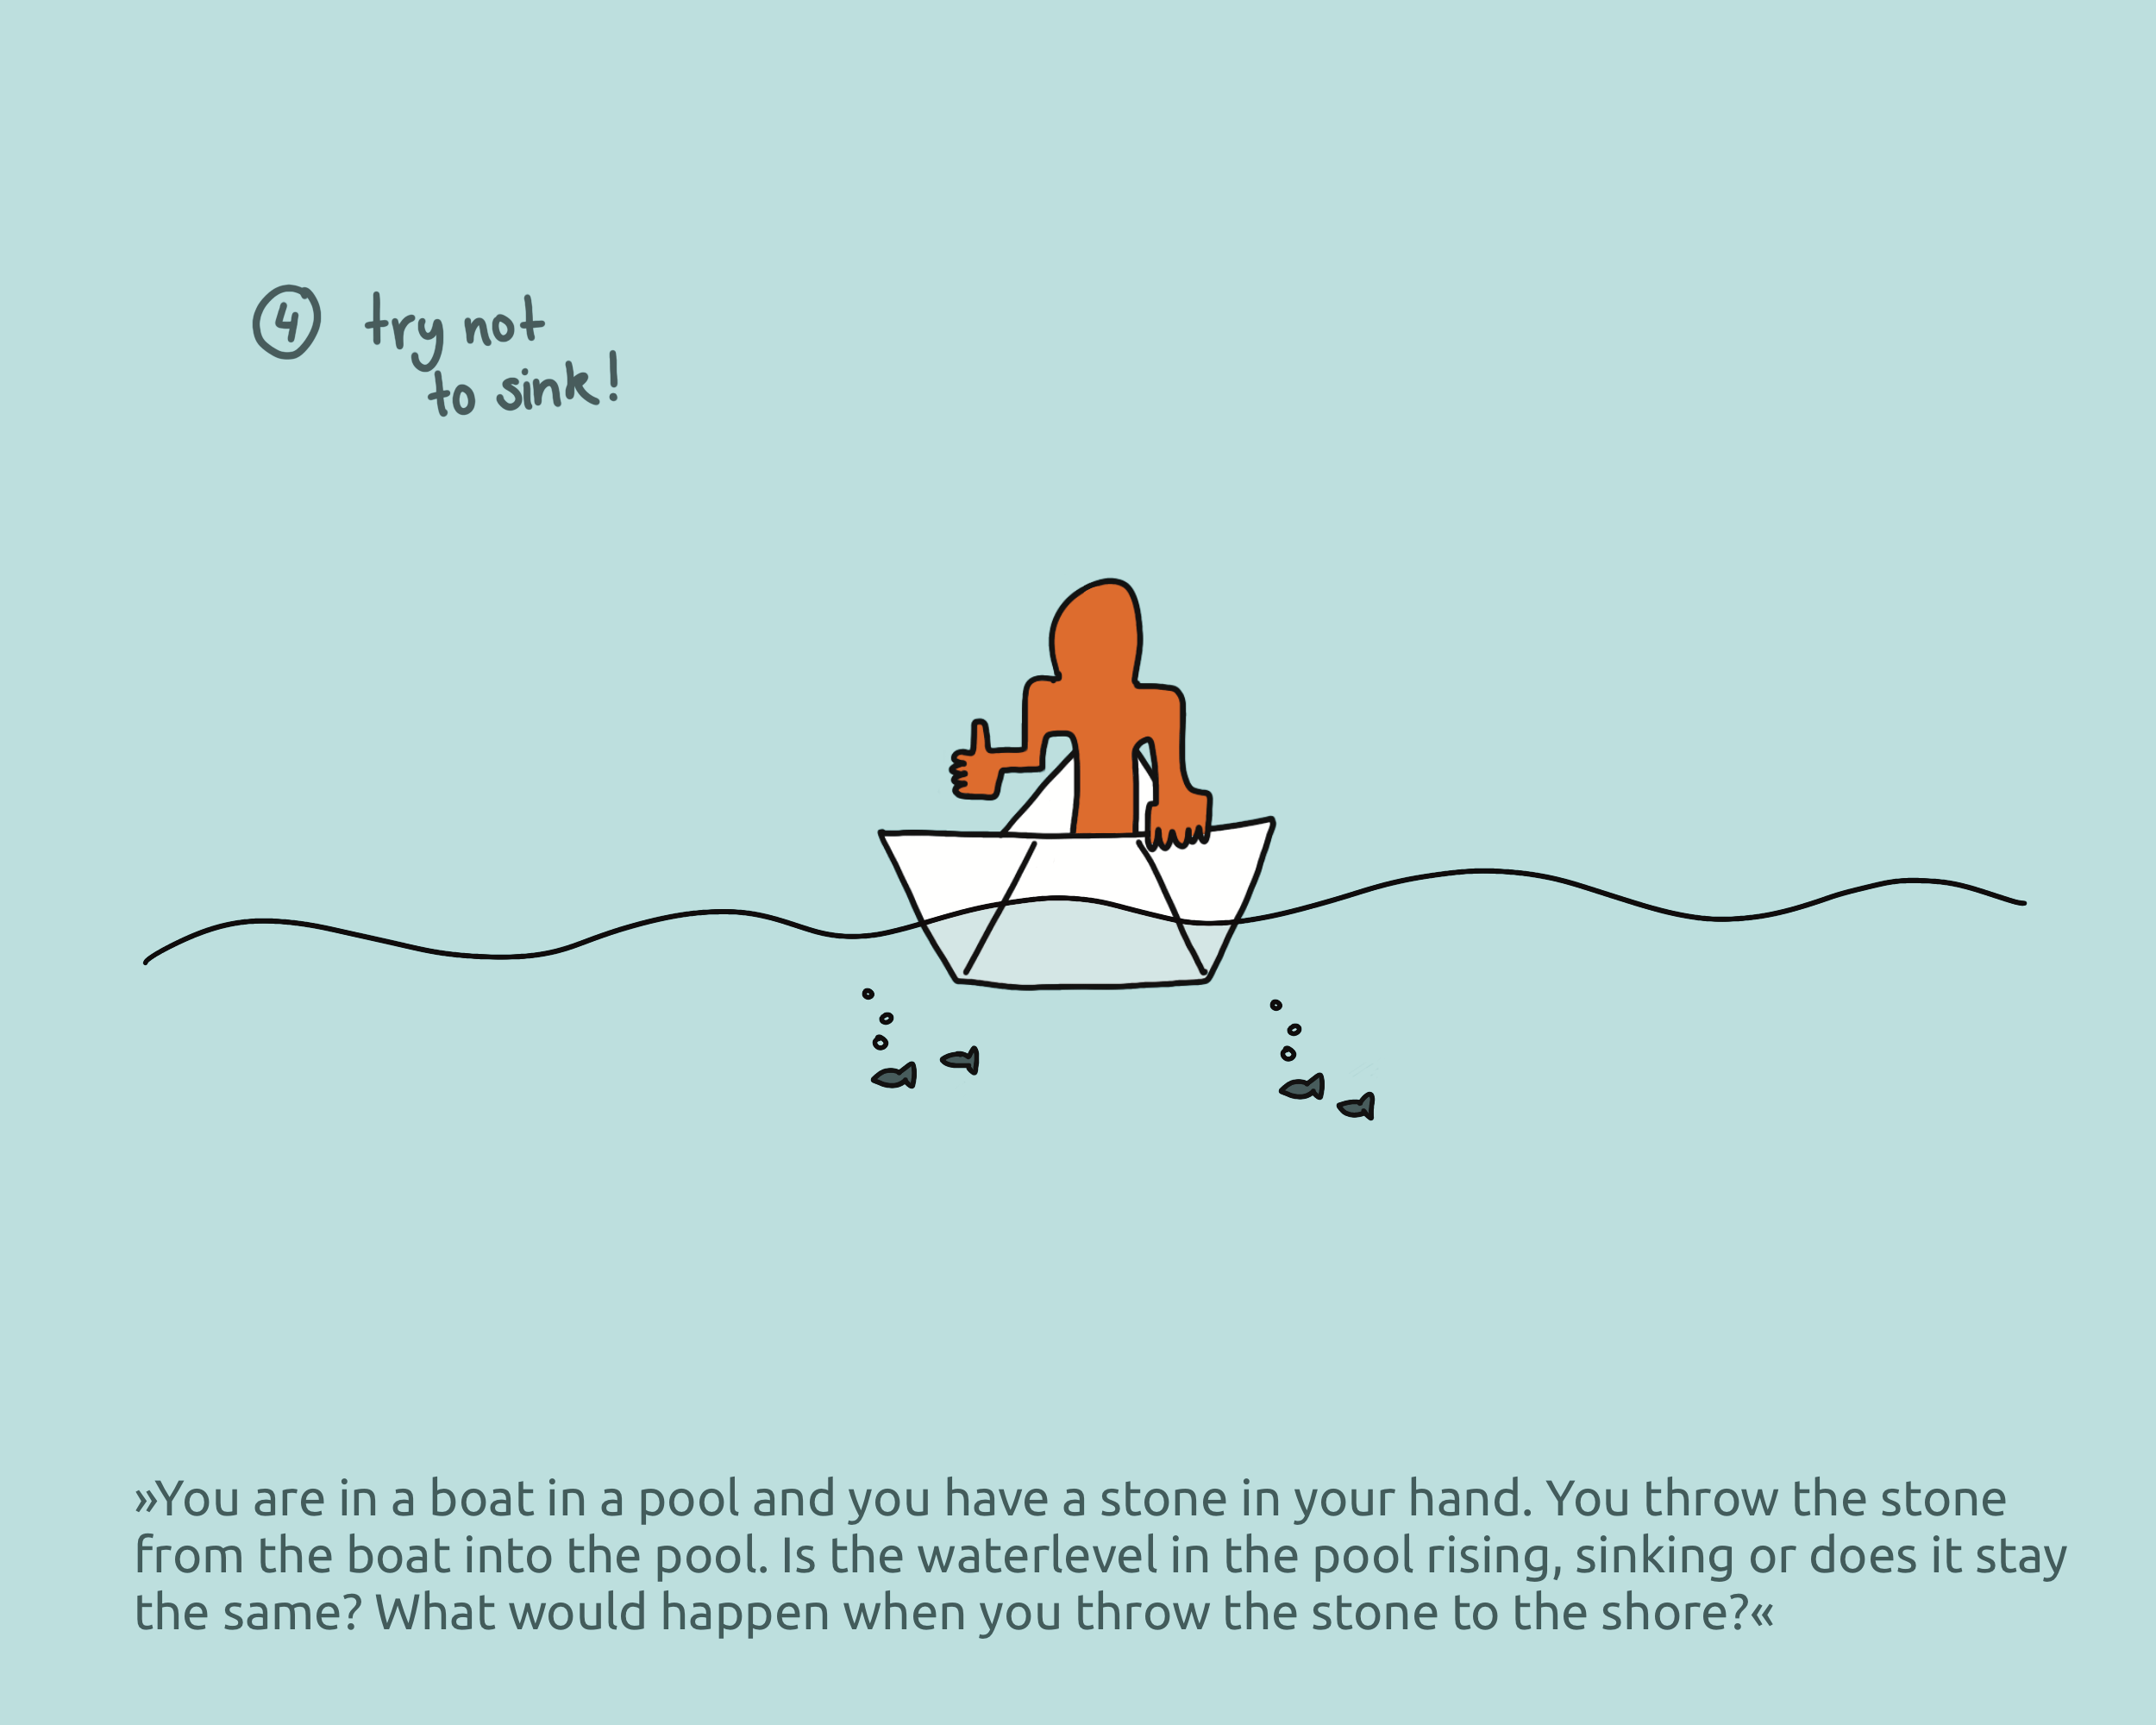 4 try not
to sink!
»You are in a boat in a pool and you have a stone in your hand. You throw the stone
from the boat into the pool. Is the waterlevel in the pool rising, sinking or does it stay
the same? What would happen when you throw the stone to the shore?«